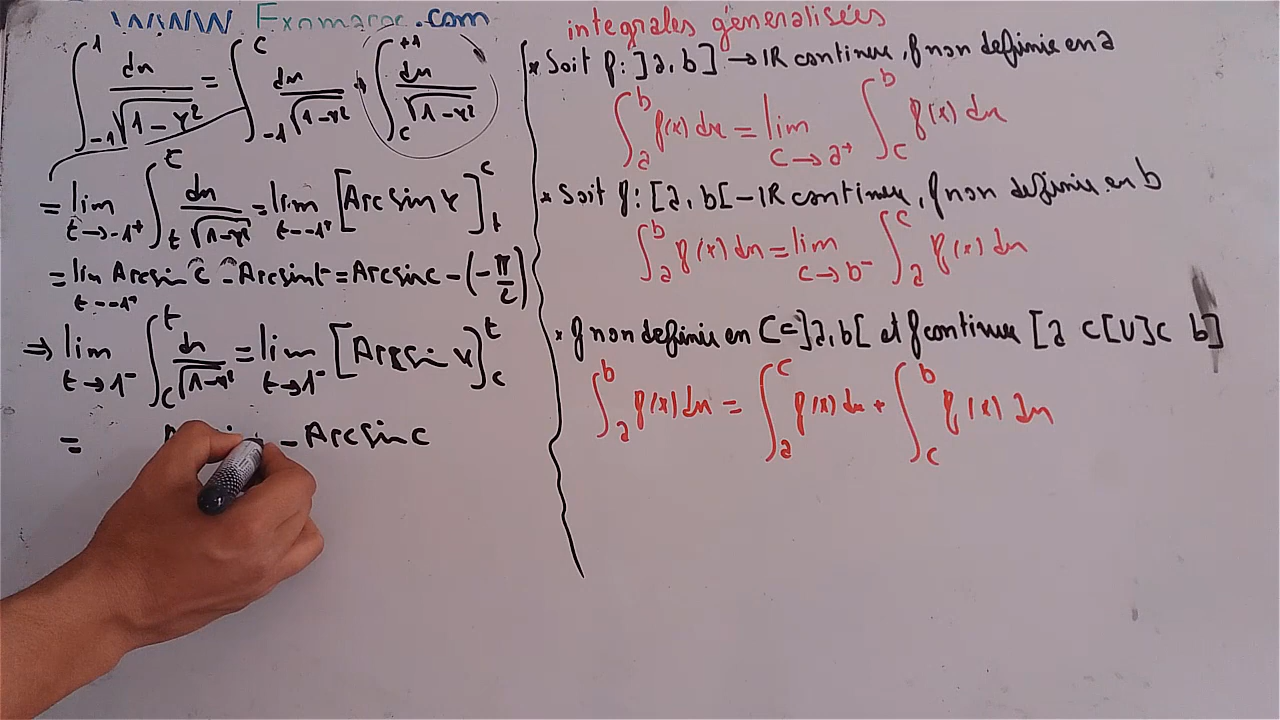 WWW Exomaroc.com
∫_{-1}^{1} dx/√(1-x²) = ∫_{-1}^{c} dx/√(1-x²) + ∫_{c}^{+1} dx/√(1-x²)
= lim_{t→-1⁺} ∫_{t}^{c} dx/√(1-x²) = lim_{t→-1⁺} [Arcsin x]_{t}^{c}
= lim_{t→-1⁺} Arcsin c - Arcsin t = Arcsin c - (-π/2)
⇒ lim_{t→1⁻} ∫_{c}^{t} dx/√(1-x²) = lim_{t→1⁻} [Arcsin x]_{c}^{t}
= - Arcsin c
integrales géneralisées
* Soit f: ]a, b] → IR continue, f non definie en a
∫_{a}^{b} f(x) dx = lim_{c→a⁺} ∫_{c}^{b} f(x) dx
* Soit f: [a, b[ – IR continue, f non definie en b
∫_{a}^{b} f(x) dx = lim_{c→b⁻} ∫_{a}^{c} f(x) dx
* f non definie en C = ]a, b[ et f continue [a c[ U ]c b]
∫_{a}^{b} f(x) dx = ∫_{a}^{c} f(x) dx + ∫_{c}^{b} f(x) dx